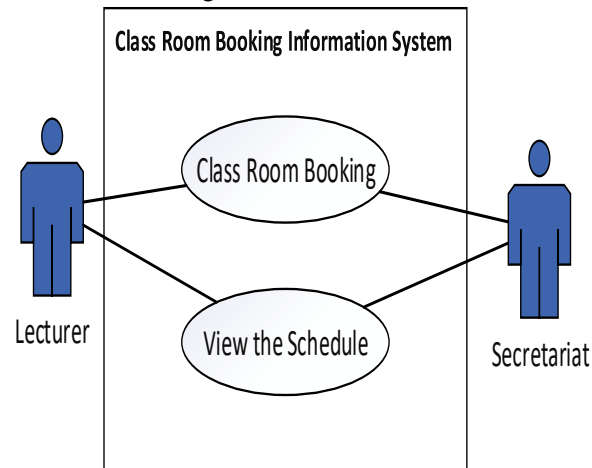 Class Room Booking Information System
Class Room Booking
Lecturer
View the Schedule
Secretariat